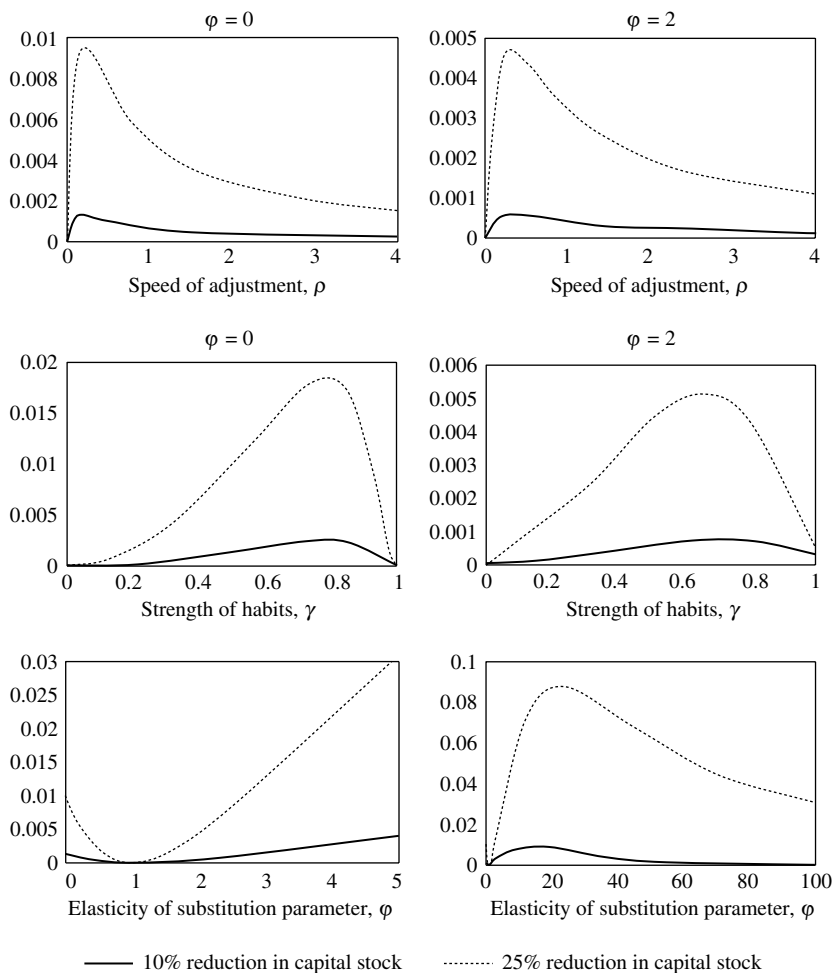 φ = 0
0.01
0.008
0.006
0.004
0.002
0
0 1 2 3 4
Speed of adjustment, ρ
φ = 2
0.005
0.004
0.003
0.002
0.001
0
0 1 2 3 4
Speed of adjustment, ρ
φ = 0
0.02
0.015
0.01
0.005
0
0 0.2 0.4 0.6 0.8 1
Strength of habits, γ
φ = 2
0.006
0.005
0.004
0.003
0.002
0.001
0
0 0.2 0.4 0.6 0.8 1
Strength of habits, γ
0.03
0.025
0.02
0.015
0.01
0.005
0
0 1 2 3 4 5
Elasticity of substitution parameter, φ
0.1
0.08
0.06
0.04
0.02
0
0 20 40 60 80 100
Elasticity of substitution parameter, φ
10% reduction in capital stock
25% reduction in capital stock